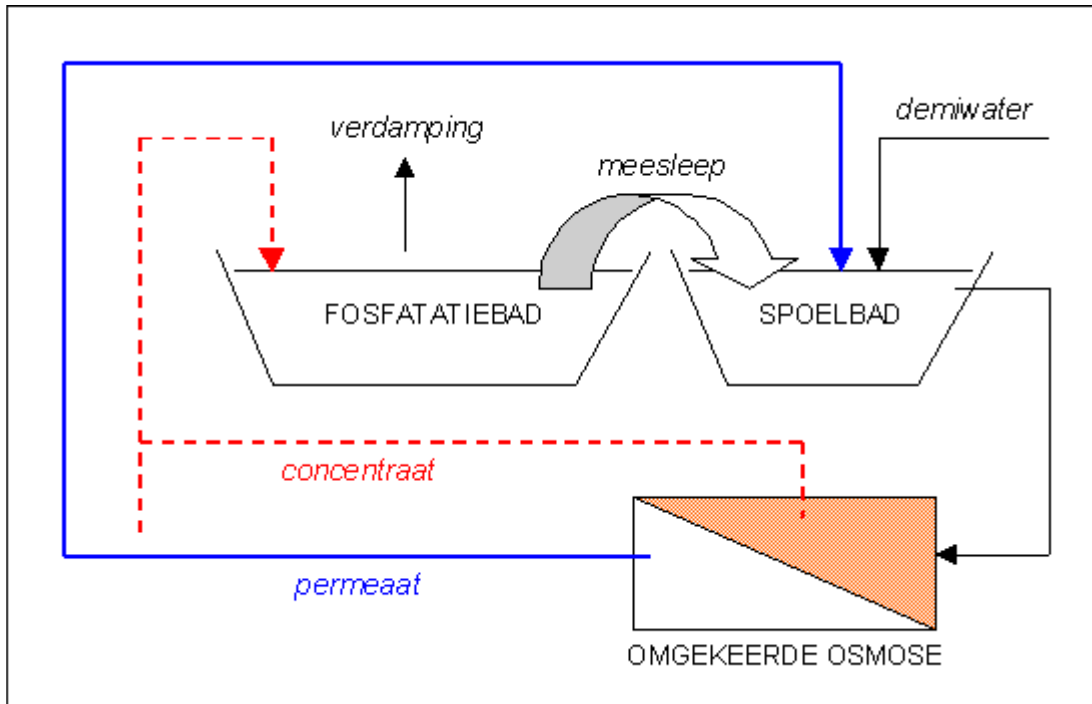 verdamping
demiwater
meesleep
FOSFATATIEBAD
SPOELBAD
concentraat
permeaat
OMGEKEERDE OSMOSE